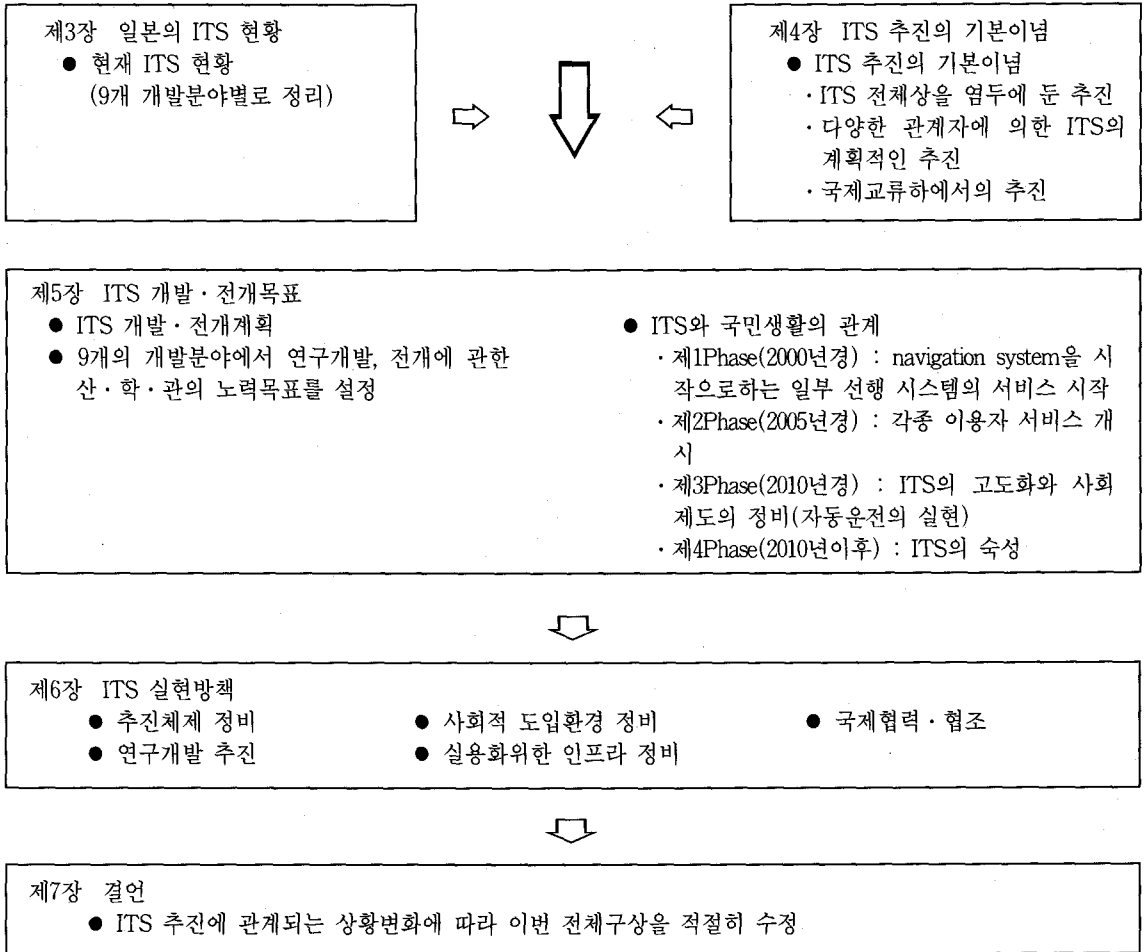 제3장 일본의 ITS 현황
● 현재 ITS 현황
(9개 개발분야별로 정리)
제4장 ITS 추진의 기본이념
● ITS 추진의 기본이념
· ITS 전체상을 염두에 둔 추진
· 다양한 관계자에 의한 ITS의
계획적인 추진
· 국제교류하에서의 추진
제5장 ITS 개발 · 전개목표
● ITS 개발 · 전개계획
● 9개의 개발분야에서 연구개발, 전개에 관한
산 · 학 · 관의 노력목표를 설정
● ITS와 국민생활의 관계
· 제1Phase(2000년경) : navigation system을 시
작으로하는 일부 선행 시스템의 서비스 시작
· 제2Phase(2005년경) : 각종 이용자 서비스 개
시
· 제3Phase(2010년경) : ITS의 고도화와 사회
제도의 정비(자동운전의 실현)
· 제4Phase(2010년이후) : ITS의 숙성
제6장 ITS 실현방책
● 추진체제 정비
● 연구개발 추진
● 사회적 도입환경 정비
● 실용화위한 인프라 정비
● 국제협력 · 협조
제7장 결언
● ITS 추진에 관계되는 상황변화에 따라 이번 전체구상을 적절히 수정